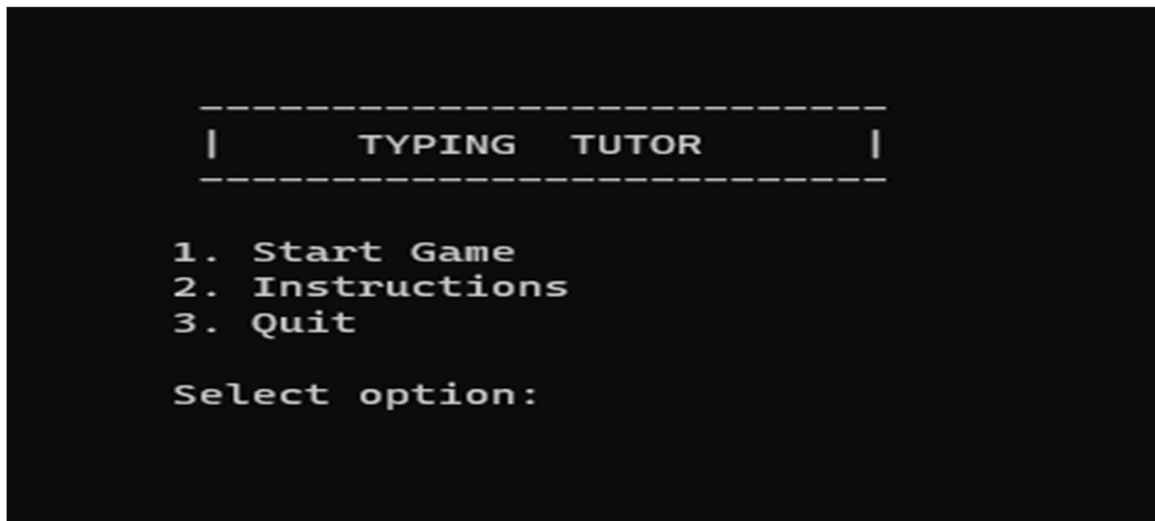 --------------------------
|     TYPING  TUTOR      |
--------------------------
1. Start Game
2. Instructions
3. Quit
Select option: